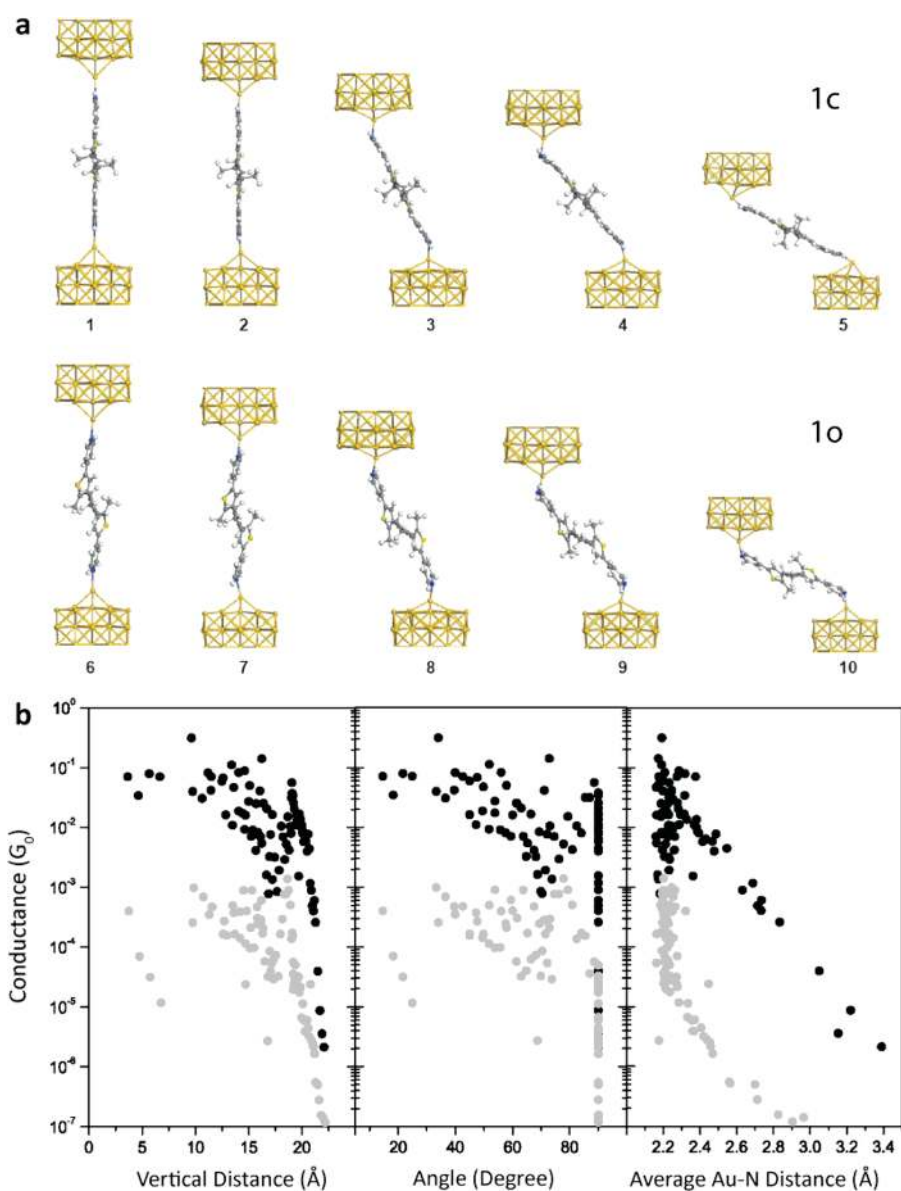 a
1c
1 2 3 4 5
1o
6 7 8 9 10
b
10⁰
10⁻¹
10⁻²
10⁻³
10⁻⁴
10⁻⁵
10⁻⁶
10⁻⁷
Conductance (G₀)
0 5 10 15 20 20 40 60 80 2.2 2.4 2.6 2.8 3.0 3.2 3.4
Vertical Distance (Å) Angle (Degree) Average Au-N Distance (Å)